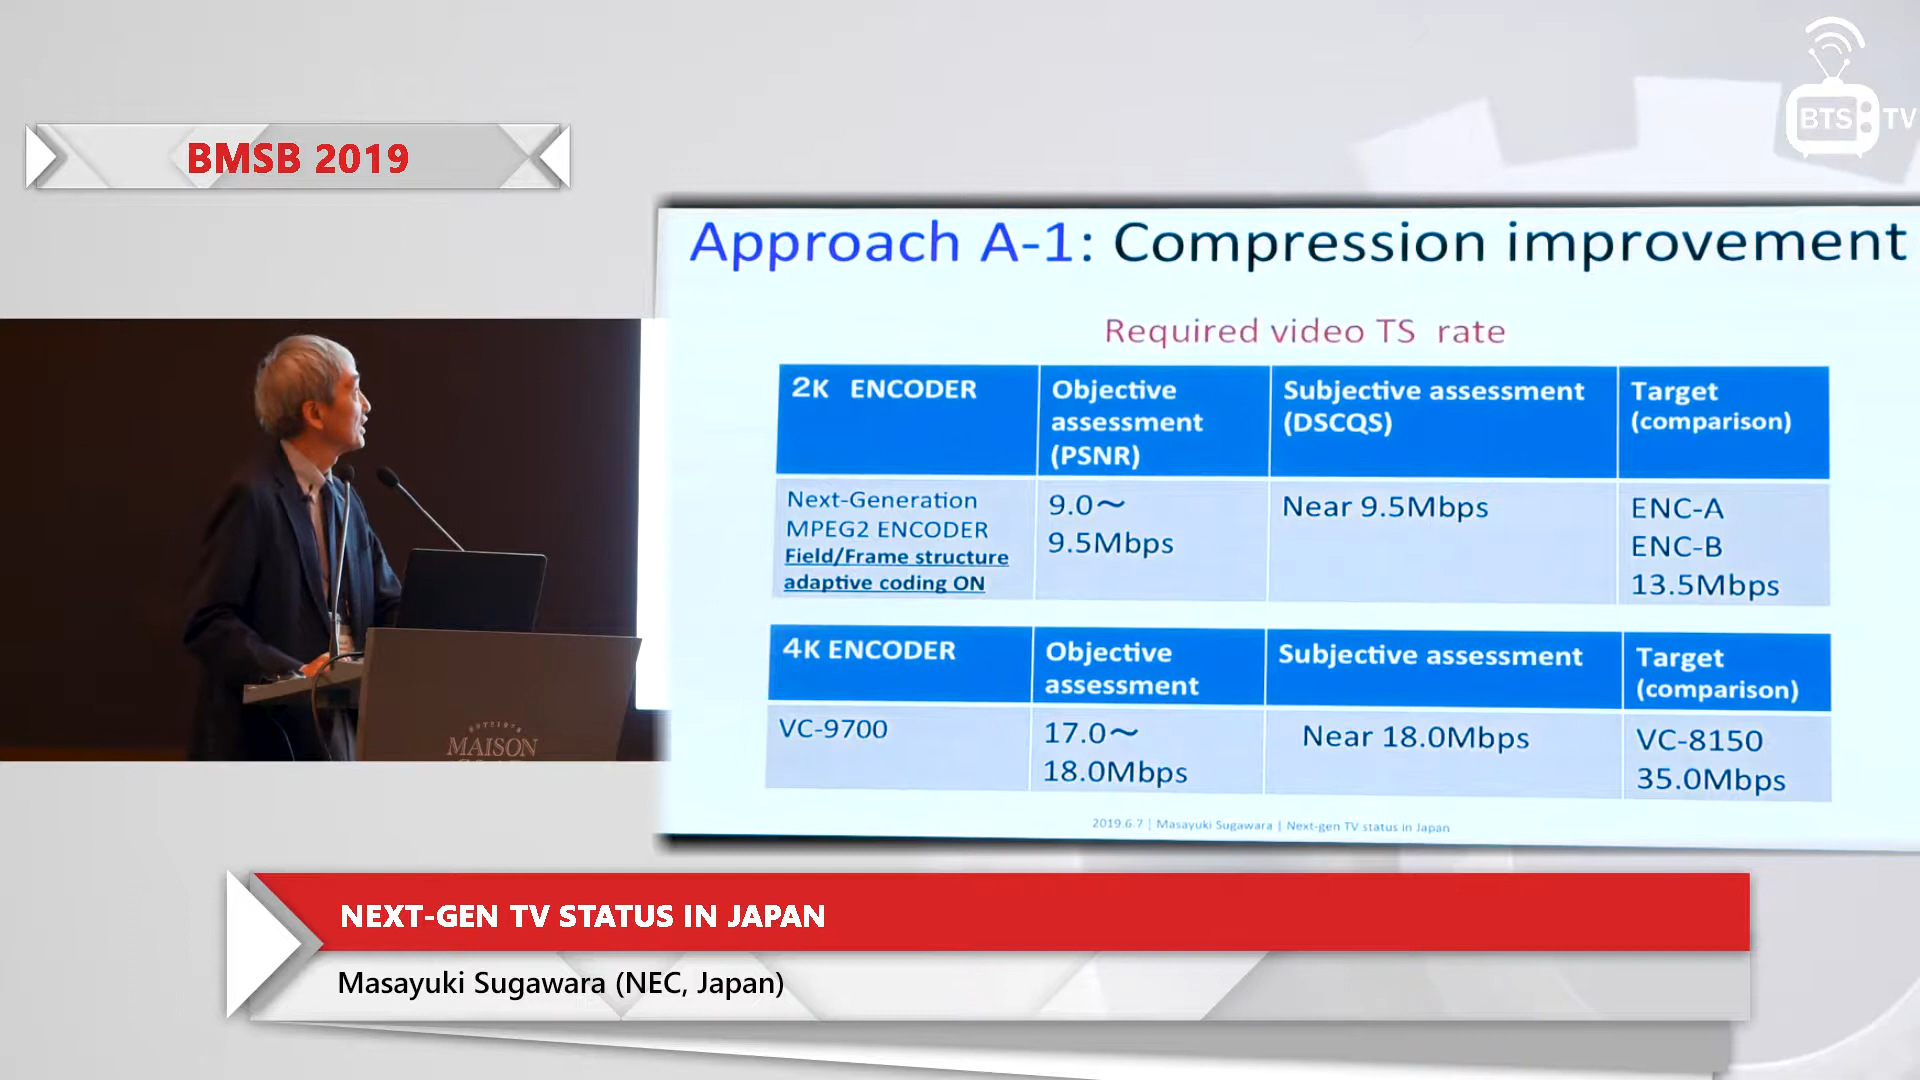 BTS TV
BMSB 2019
Approach A-1: Compression improvement
Required video TS rate
2K ENCODER
Objective
assessment
(PSNR)
Subjective assessment
(DSCQS)
Target
(comparison)
Next-Generation
MPEG2 ENCODER
Field/Frame structure
adaptive coding ON
9.0～
9.5Mbps
Near 9.5Mbps
ENC-A
ENC-B
13.5Mbps
4K ENCODER
Objective
assessment
Subjective assessment
Target
(comparison)
VC-9700
17.0～
18.0Mbps
Near 18.0Mbps
VC-8150
35.0Mbps
2019.6.7 | Masayuki Sugawara | Next-gen TV status in Japan
MAISON
NEXT-GEN TV STATUS IN JAPAN
Masayuki Sugawara (NEC, Japan)